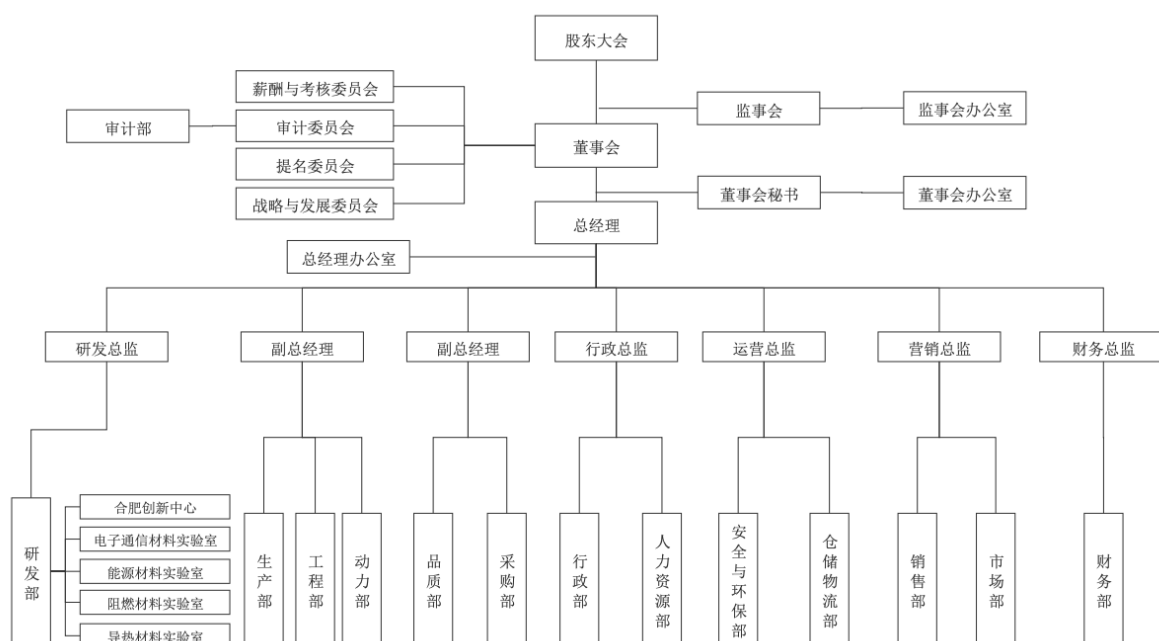 股东大会
薪酬与考核委员会
监事会
监事会办公室
审计部
审计委员会
董事会
提名委员会
董事会秘书
董事会办公室
战略与发展委员会
总经理
总经理办公室
研发总监
副总经理
副总经理
行政总监
运营总监
营销总监
财务总监
研发部
合肥创新中心
电子通信材料实验室
能源材料实验室
阻燃材料实验室
导热材料实验室
生产部
工程部
动力部
品质部
采购部
行政部
人力资源部
安全与环保部
仓储物流部
销售部
市场部
财务部